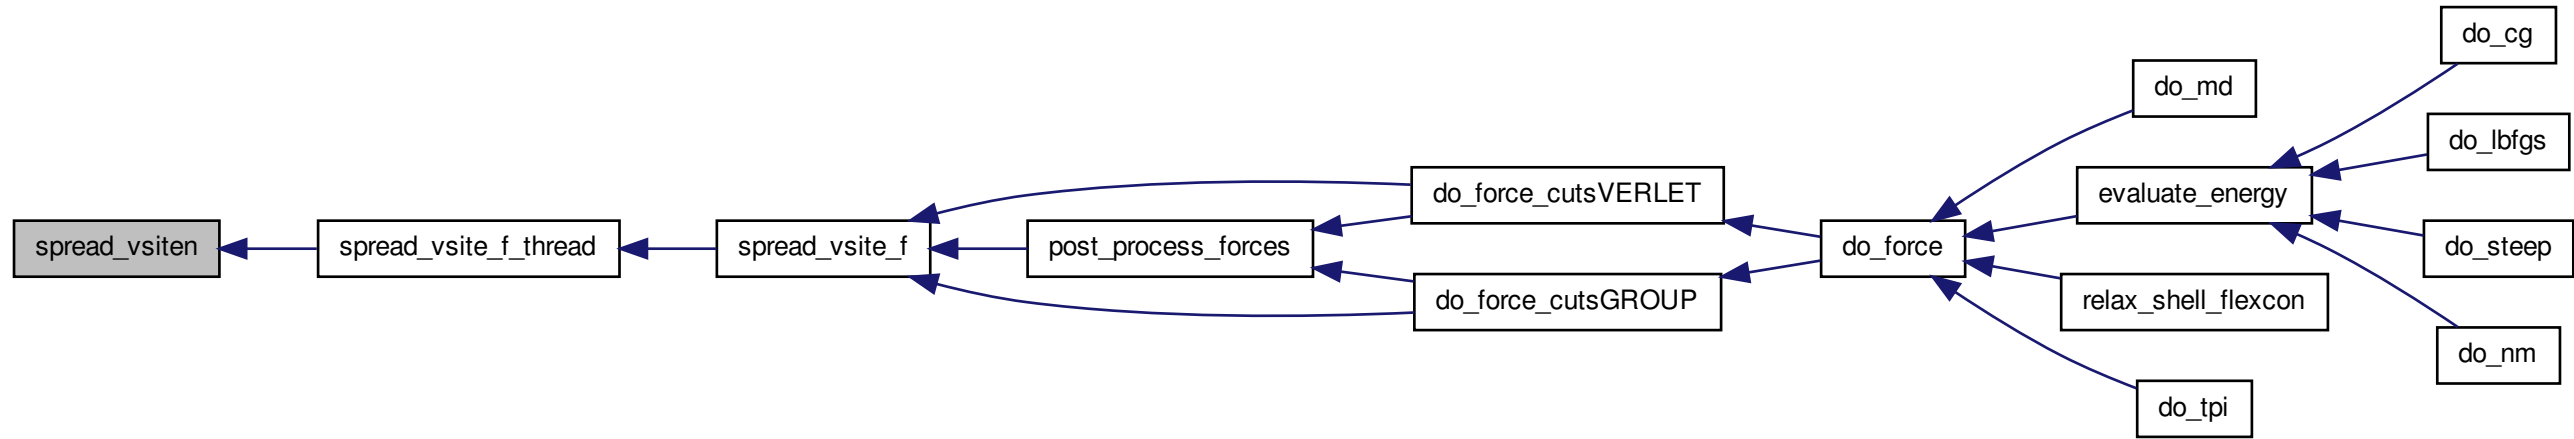 spread_vsiten
spread_vsite_f_thread
spread_vsite_f
post_process_forces
do_force_cutsVERLET
do_force_cutsGROUP
do_force
do_md
evaluate_energy
relax_shell_flexcon
do_tpi
do_cg
do_lbfgs
do_steep
do_nm